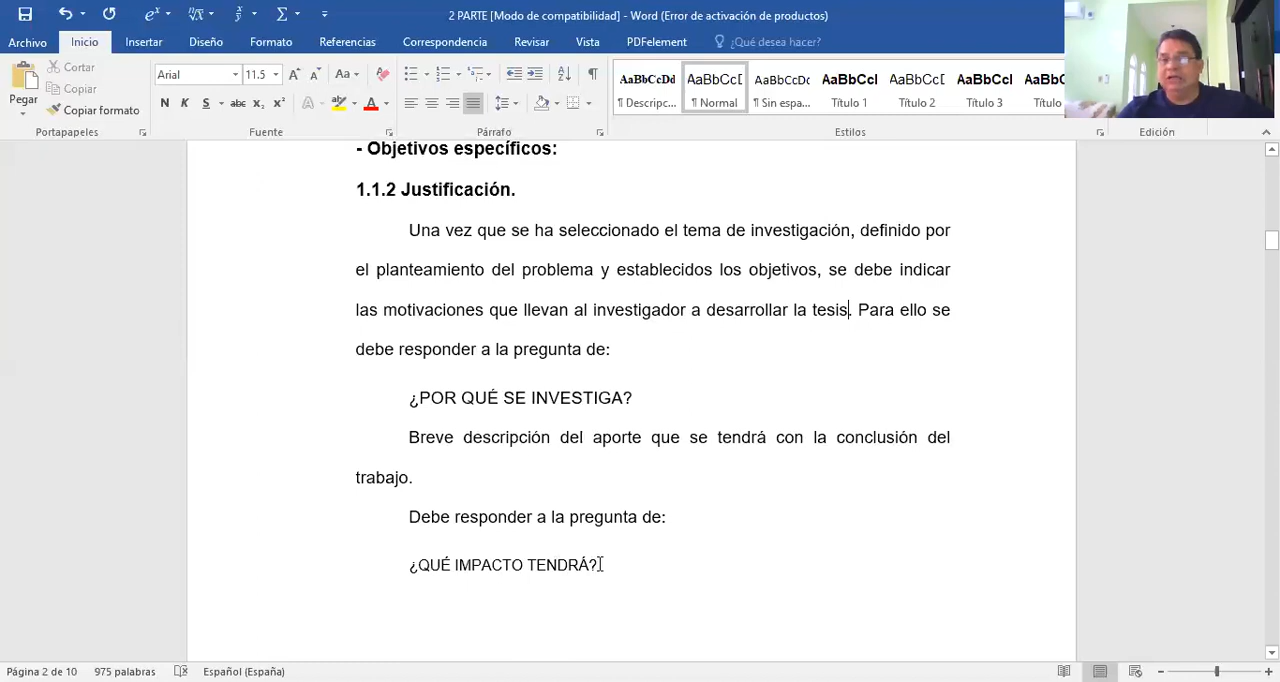 2 PARTE [Modo de compatibilidad] - Word (Error de activación de productos)
Archivo Inicio Insertar Diseño Formato Referencias Correspondencia Revisar Vista PDFelement ¿Qué desea hacer?
Pegar
Cortar
Copiar
Copiar formato
Portapapeles
Arial 11.5
N K S abc x₂ x²
Fuente
Párrafo
AaBbCcDd AaBbCcI AaBbCcDc AaBbCcI AaBbCcI AaBbCcI AaBb
¶ Descripc... ¶ Normal ¶ Sin espa... Título 1 Título 2 Título 3 Título
Estilos
Edición
- Objetivos específicos:
1.1.2 Justificación.
Una vez que se ha seleccionado el tema de investigación, definido por
el planteamiento del problema y establecidos los objetivos, se debe indicar
las motivaciones que llevan al investigador a desarrollar la tesis. Para ello se
debe responder a la pregunta de:
¿POR QUÉ SE INVESTIGA?
Breve descripción del aporte que se tendrá con la conclusión del
trabajo.
Debe responder a la pregunta de:
¿QUÉ IMPACTO TENDRÁ?
Página 2 de 10 975 palabras Español (España)